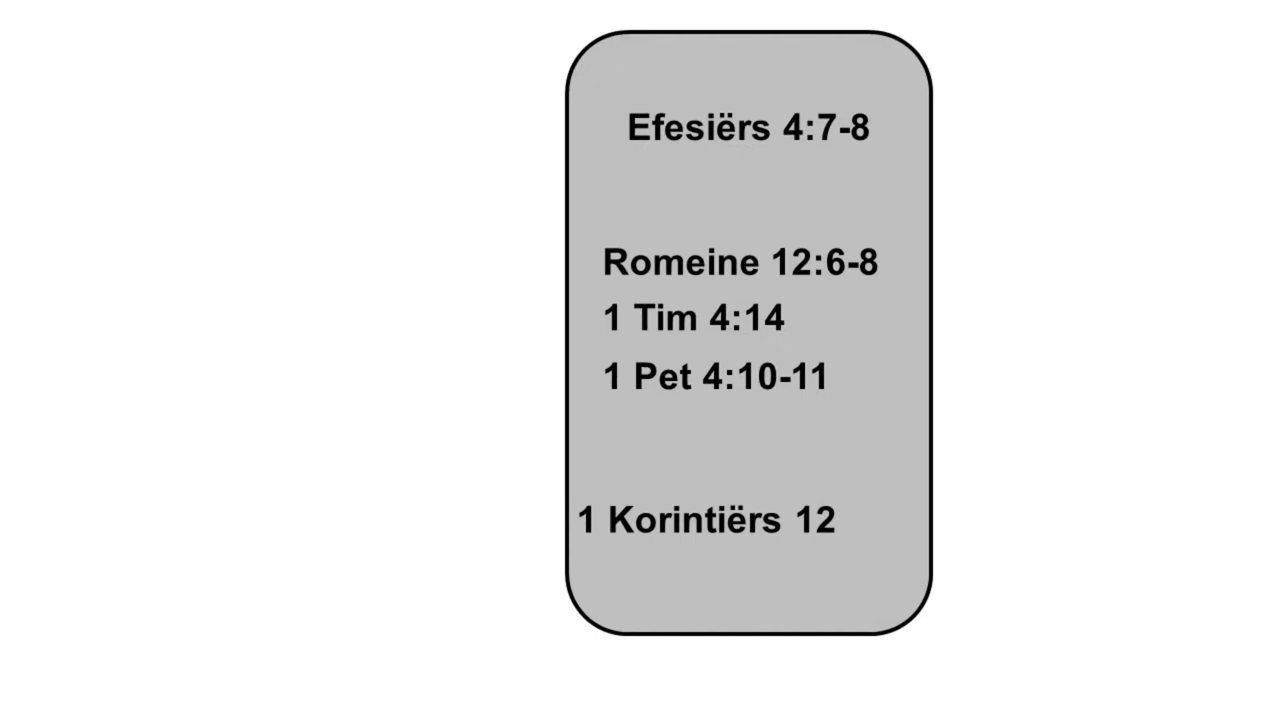 Efesiërs 4:7-8
Romeine 12:6-8
1 Tim 4:14
1 Pet 4:10-11
1 Korintiërs 12